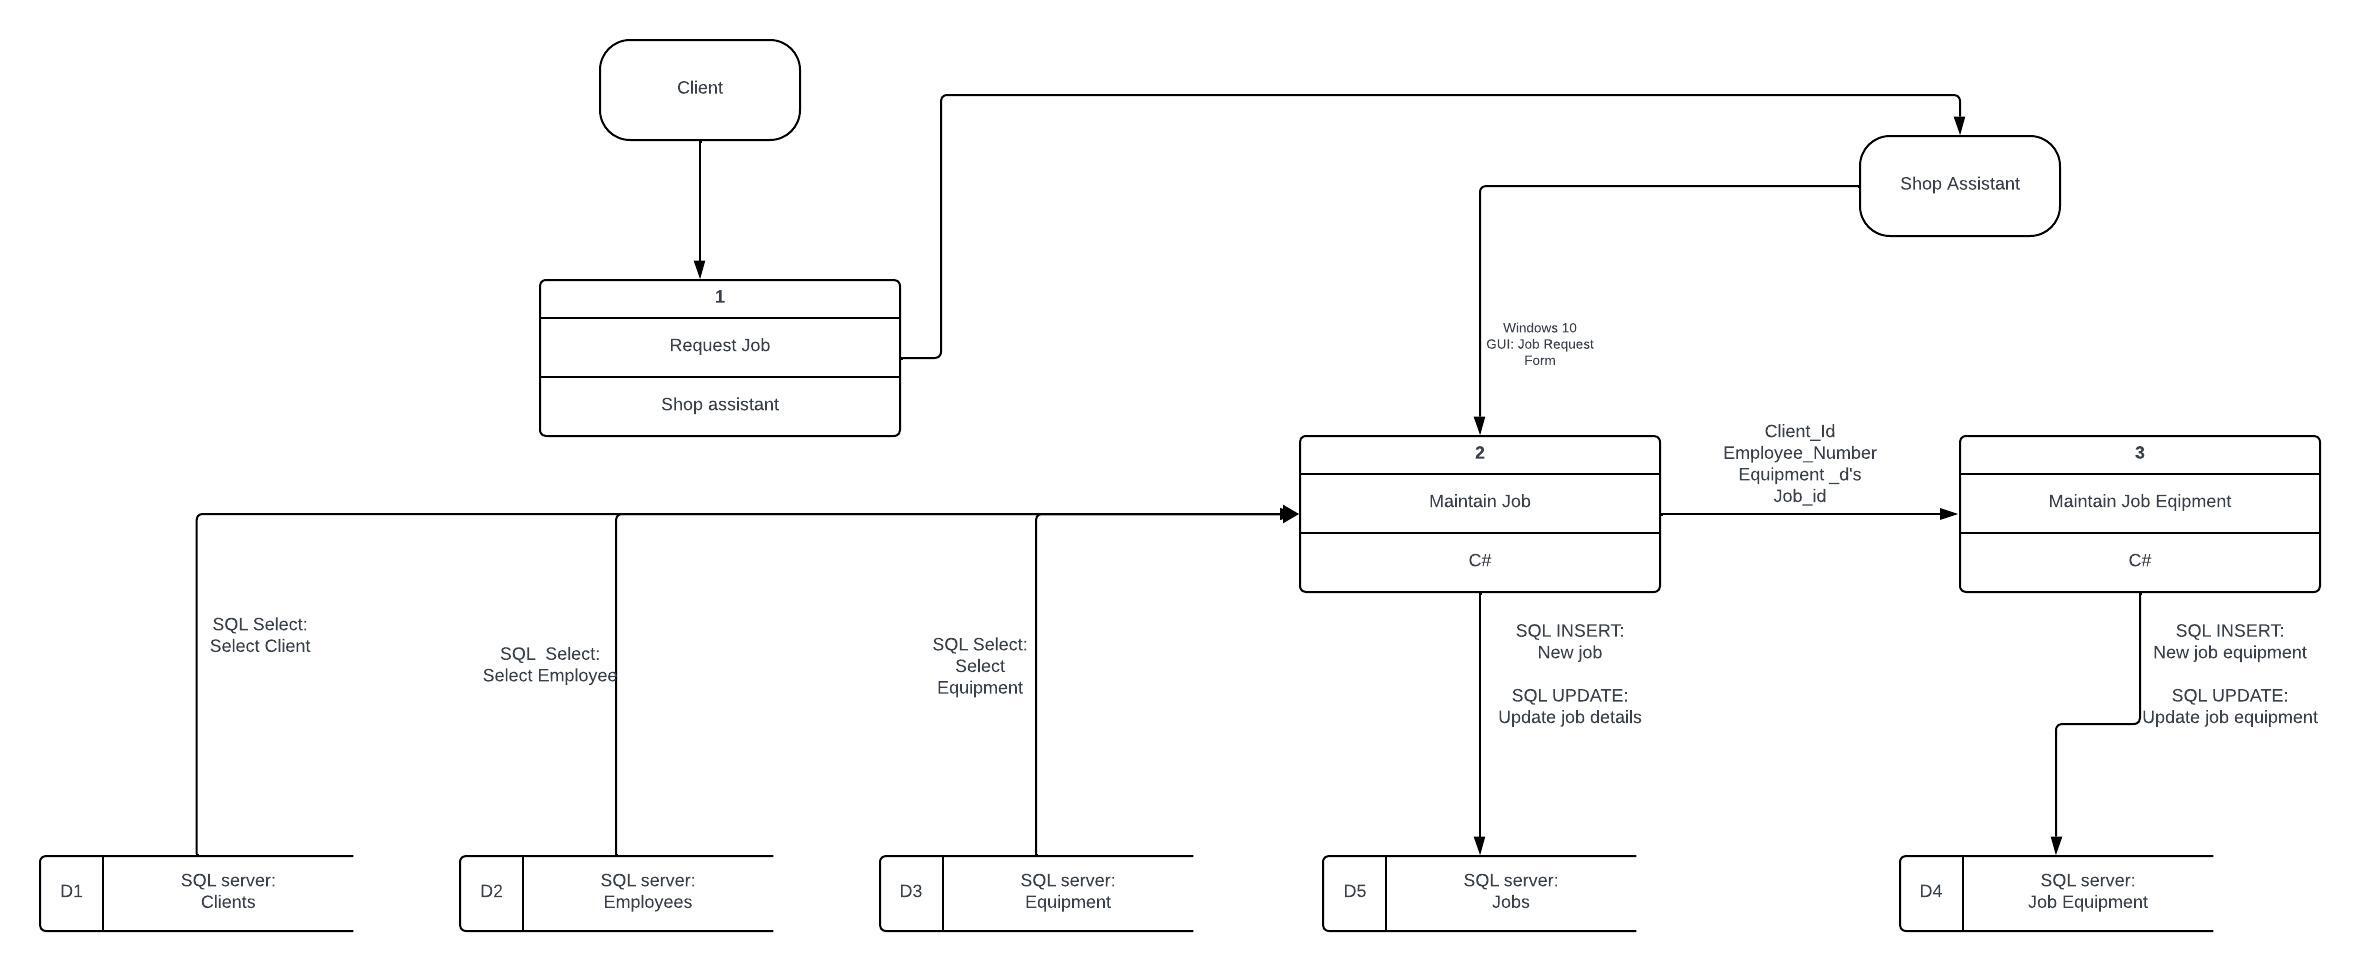 Client
Shop Assistant
1
Request Job
Shop assistant
Windows 10
GUI: Job Request
Form
2
Maintain Job
C#
Client_Id
Employee_Number
Equipment _d's
Job_id
3
Maintain Job Eqipment
C#
SQL Select:
Select Client
SQL  Select:
Select Employee
SQL Select:
Select
Equipment
SQL INSERT:
New job
SQL UPDATE:
Update job details
SQL INSERT:
New job equipment
SQL UPDATE:
Update job equipment
D1
SQL server:
Clients
D2
SQL server:
Employees
D3
SQL server:
Equipment
D5
SQL server:
Jobs
D4
SQL server:
Job Equipment